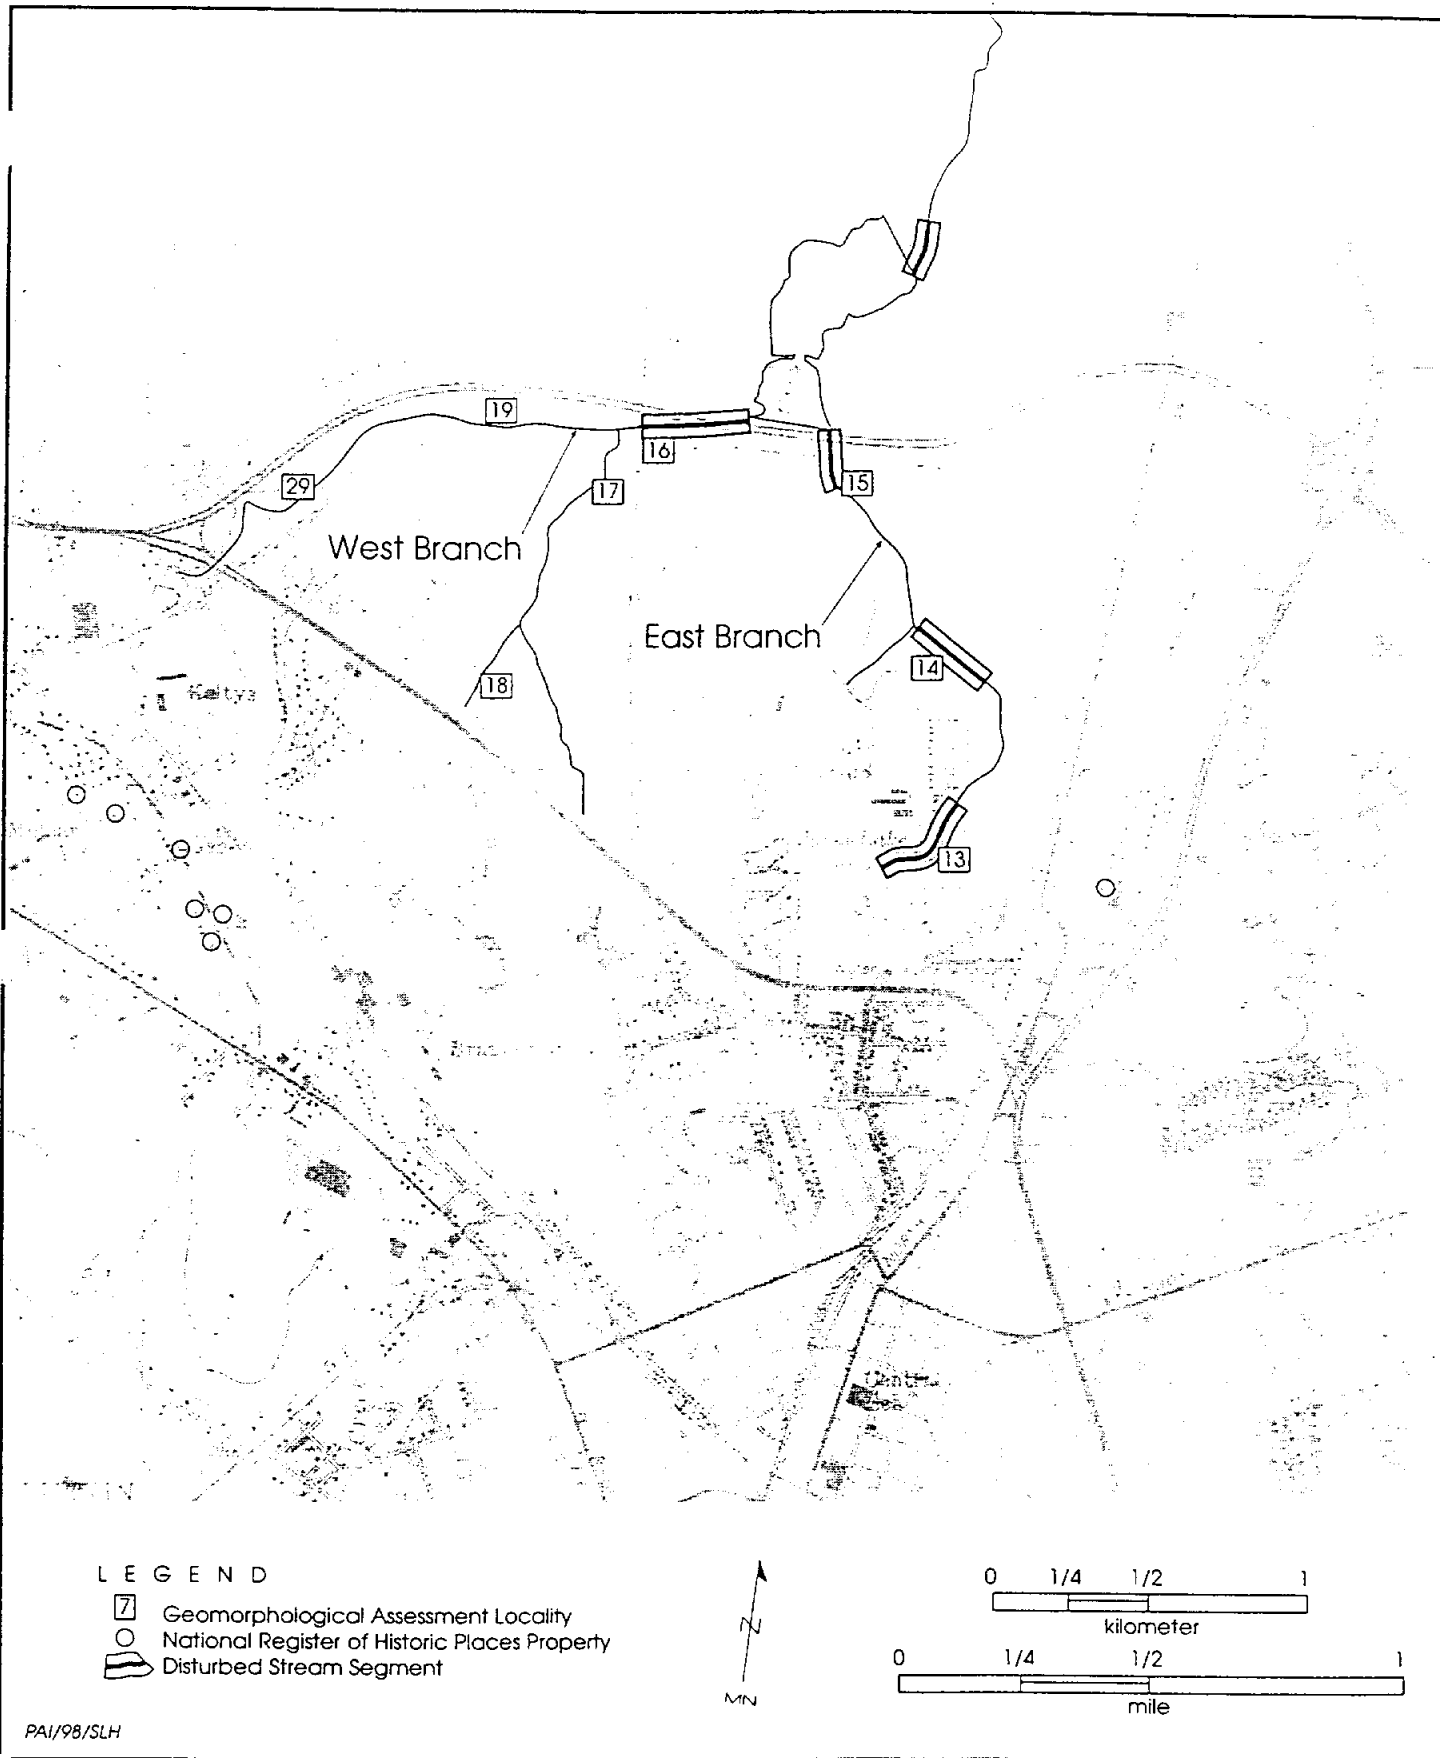 19
16
29
17
15
West Branch
East Branch
14
18
13
LEGEND
7 Geomorphological Assessment Locality
National Register of Historic Places Property
Disturbed Stream Segment
N
MN
0 1/4 1/2 1
kilometer
0 1/4 1/2 1
mile
PAI/98/SLH